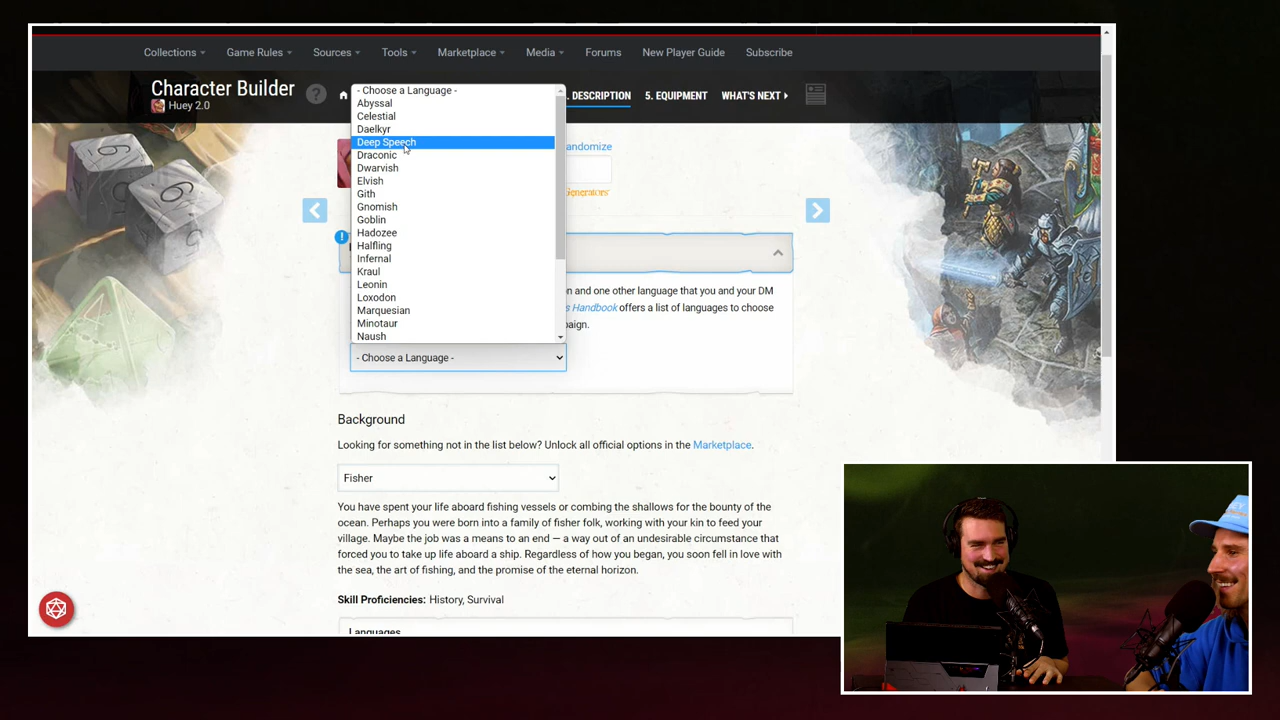 Collections
Game Rules
Sources
Tools
Marketplace
Media
Forums
New Player Guide
Subscribe
Character Builder
Huey 2.0
?
. DESCRIPTION
5. EQUIPMENT
WHAT'S NEXT
- Choose a Language -
Abyssal
Celestial
Daelkyr
Deep Speech
Draconic
Dwarvish
Elvish
Gith
Gnomish
Goblin
Hadozee
Halfling
Infernal
Kraul
Leonin
Loxodon
Marquesian
Minotaur
Naush
andomize
Generators
!
on and one other language that you and your DM
s Handbook offers a list of languages to choose
paign.
- Choose a Language -
Background
Looking for something not in the list below? Unlock all official options in the Marketplace.
Fisher
You have spent your life aboard fishing vessels or combing the shallows for the bounty of the
ocean. Perhaps you were born into a family of fisher folk, working with your kin to feed your
village. Maybe the job was a means to an end — a way out of an undesirable circumstance that
forced you to take up life aboard a ship. Regardless of how you began, you soon fell in love with
the sea, the art of fishing, and the promise of the eternal horizon.
Skill Proficiencies: History, Survival
Languages